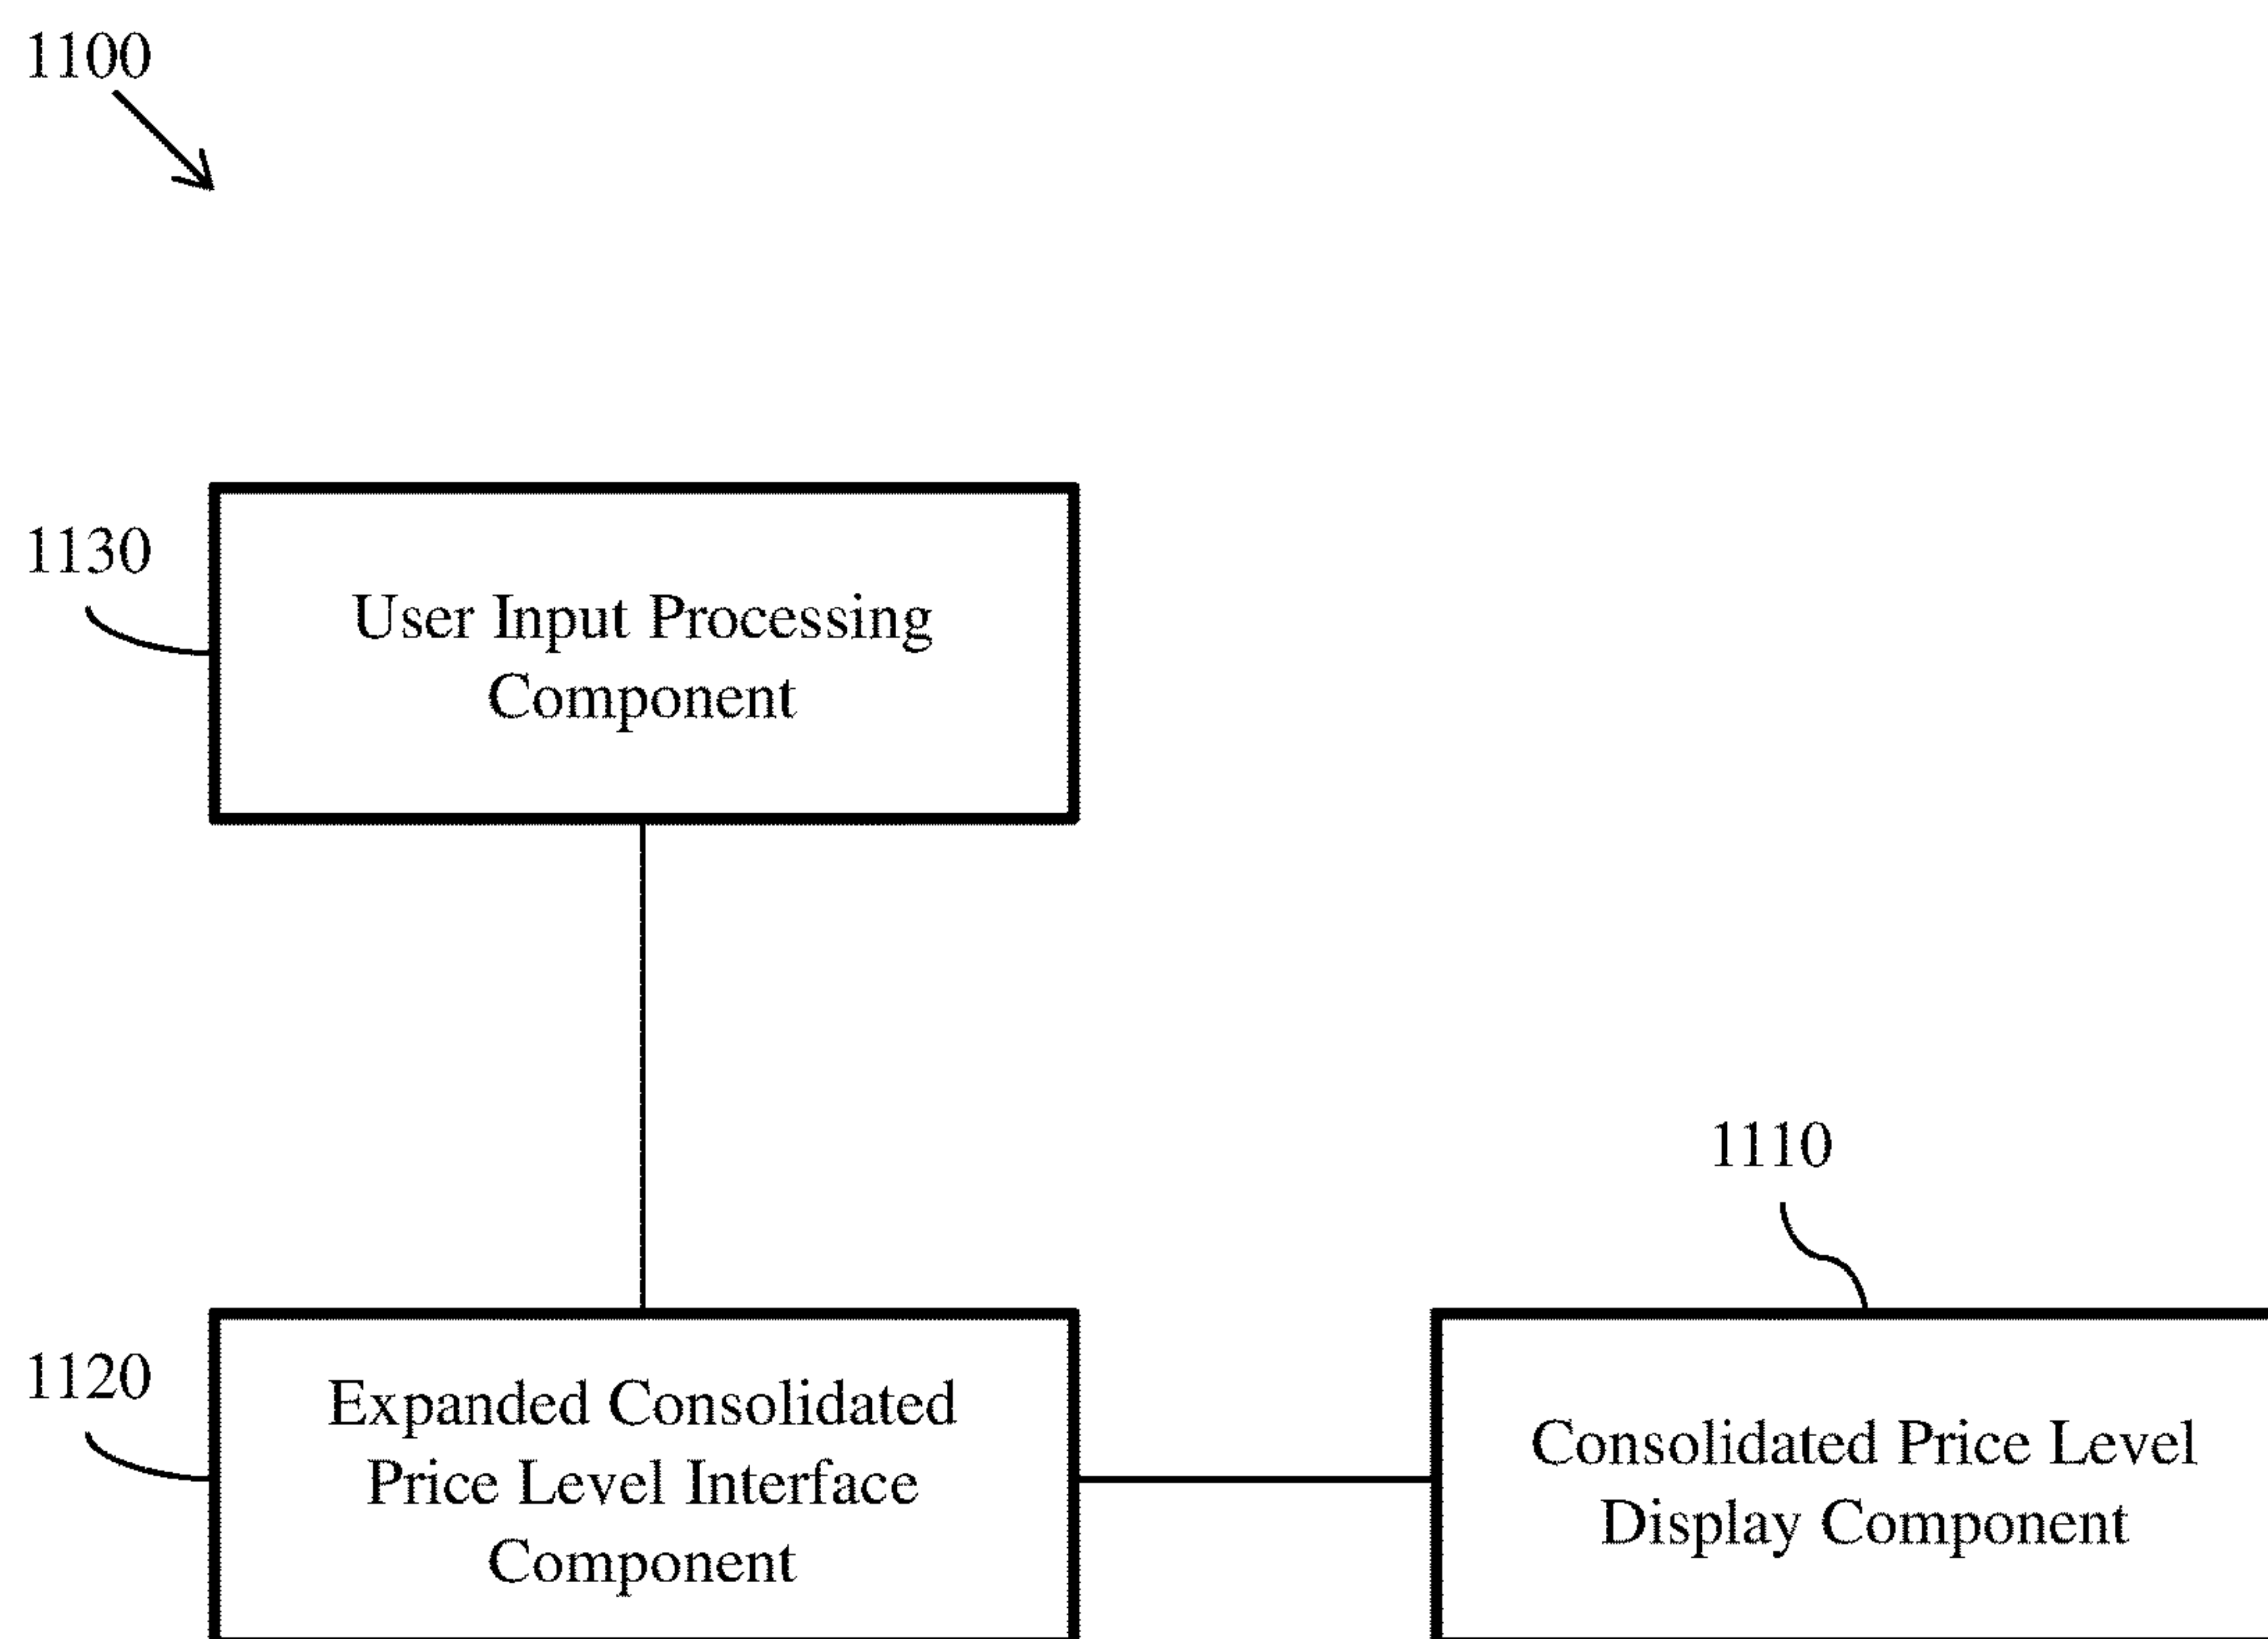 1100
1130
User Input Processing
Component
1110
1120
Expanded Consolidated
Price Level Interface
Component
Consolidated Price Level
Display Component